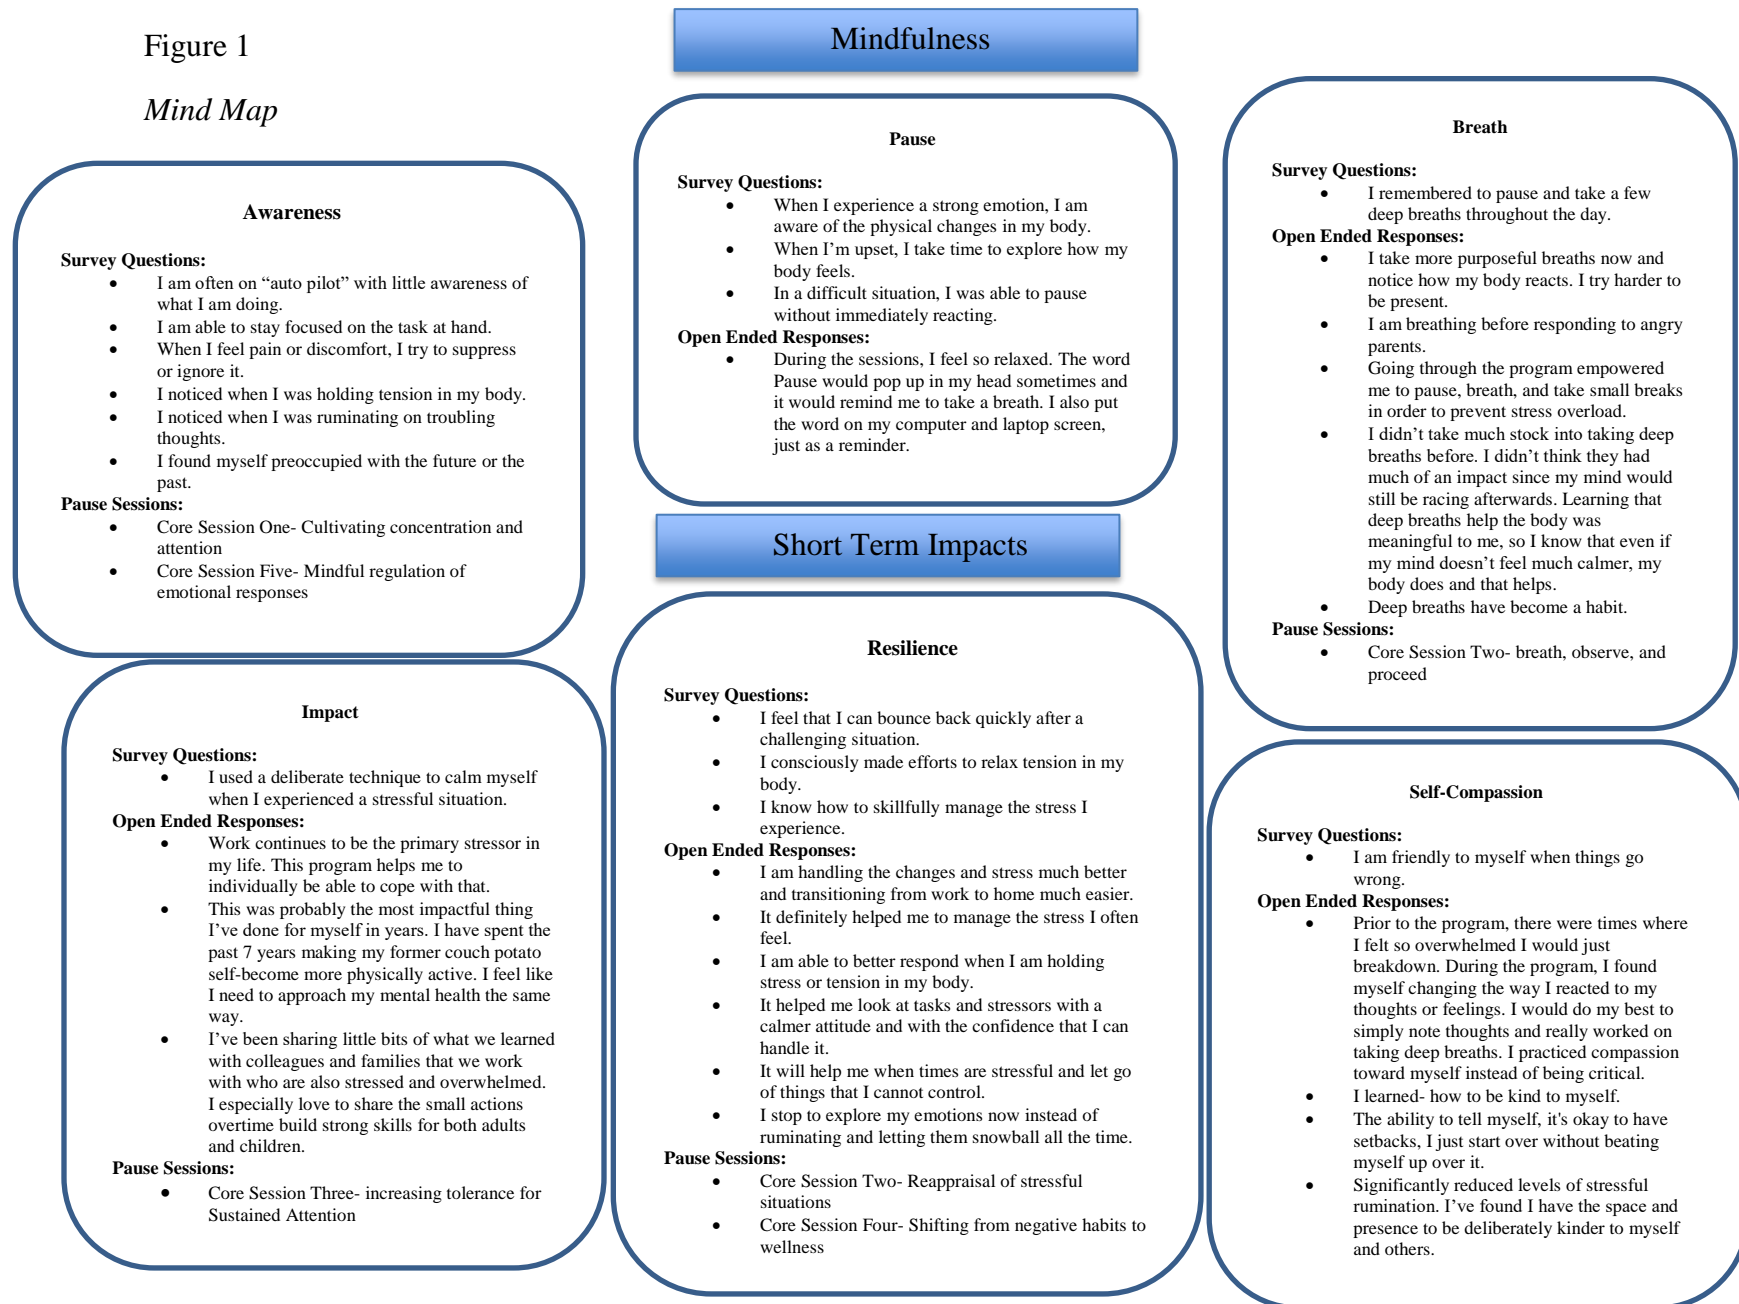 Figure 1
Mind Map
Mindfulness
Awareness
Survey Questions:
• I am often on “auto pilot” with little awareness of
what I am doing.
• I am able to stay focused on the task at hand.
• When I feel pain or discomfort, I try to suppress
or ignore it.
• I noticed when I was holding tension in my body.
• I noticed when I was ruminating on troubling
thoughts.
• I found myself preoccupied with the future or the
past.
Pause Sessions:
• Core Session One- Cultivating concentration and
attention
• Core Session Five- Mindful regulation of
emotional responses
Pause
Survey Questions:
• When I experience a strong emotion, I am
aware of the physical changes in my body.
• When I’m upset, I take time to explore how my
body feels.
• In a difficult situation, I was able to pause
without immediately reacting.
Open Ended Responses:
• During the sessions, I feel so relaxed. The word
Pause would pop up in my head sometimes and
it would remind me to take a breath. I also put
the word on my computer and laptop screen,
just as a reminder.
Breath
Survey Questions:
• I remembered to pause and take a few
deep breaths throughout the day.
Open Ended Responses:
• I take more purposeful breaths now and
notice how my body reacts. I try harder to
be present.
• I am breathing before responding to angry
parents.
• Going through the program empowered
me to pause, breath, and take small breaks
in order to prevent stress overload.
• I didn’t take much stock into taking deep
breaths before. I didn’t think they had
much of an impact since my mind would
still be racing afterwards. Learning that
deep breaths help the body was
meaningful to me, so I know that even if
my mind doesn’t feel much calmer, my
body does and that helps.
• Deep breaths have become a habit.
Pause Sessions:
• Core Session Two- breath, observe, and
proceed
Short Term Impacts
Impact
Survey Questions:
• I used a deliberate technique to calm myself
when I experienced a stressful situation.
Open Ended Responses:
• Work continues to be the primary stressor in
my life. This program helps me to
individually be able to cope with that.
• This was probably the most impactful thing
I’ve done for myself in years. I have spent the
past 7 years making my former couch potato
self-become more physically active. I feel like
I need to approach my mental health the same
way.
• I’ve been sharing little bits of what we learned
with colleagues and families that we work
with who are also stressed and overwhelmed.
I especially love to share the small actions
overtime build strong skills for both adults
and children.
Pause Sessions:
• Core Session Three- increasing tolerance for
Sustained Attention
Resilience
Survey Questions:
• I feel that I can bounce back quickly after a
challenging situation.
• I consciously made efforts to relax tension in my
body.
• I know how to skillfully manage the stress I
experience.
Open Ended Responses:
• I am handling the changes and stress much better
and transitioning from work to home much easier.
• It definitely helped me to manage the stress I often
feel.
• I am able to better respond when I am holding
stress or tension in my body.
• It helped me look at tasks and stressors with a
calmer attitude and with the confidence that I can
handle it.
• It will help me when times are stressful and let go
of things that I cannot control.
• I stop to explore my emotions now instead of
ruminating and letting them snowball all the time.
Pause Sessions:
• Core Session Two- Reappraisal of stressful
situations
• Core Session Four- Shifting from negative habits to
wellness
Self-Compassion
Survey Questions:
• I am friendly to myself when things go
wrong.
Open Ended Responses:
• Prior to the program, there were times where
I felt so overwhelmed I would just
breakdown. During the program, I found
myself changing the way I reacted to my
thoughts or feelings. I would do my best to
simply note thoughts and really worked on
taking deep breaths. I practiced compassion
toward myself instead of being critical.
• I learned- how to be kind to myself.
• The ability to tell myself, it's okay to have
setbacks, I just start over without beating
myself up over it.
• Significantly reduced levels of stressful
rumination. I’ve found I have the space and
presence to be deliberately kinder to myself
and others.